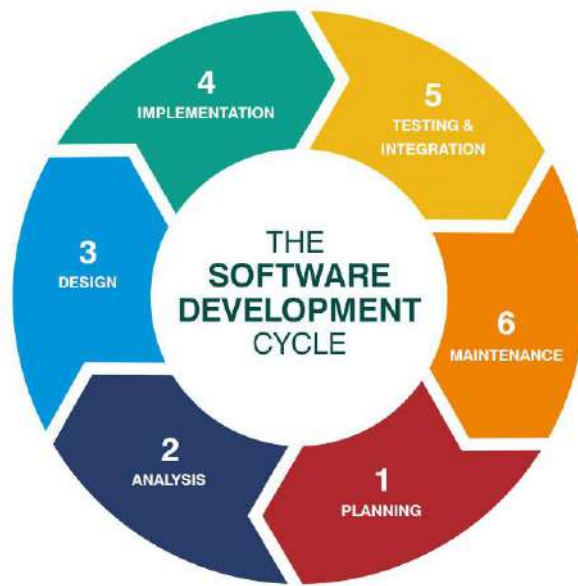 THE
SOFTWARE
DEVELOPMENT
CYCLE
1
PLANNING
2
ANALYSIS
3
DESIGN
4
IMPLEMENTATION
5
TESTING &
INTEGRATION
6
MAINTENANCE